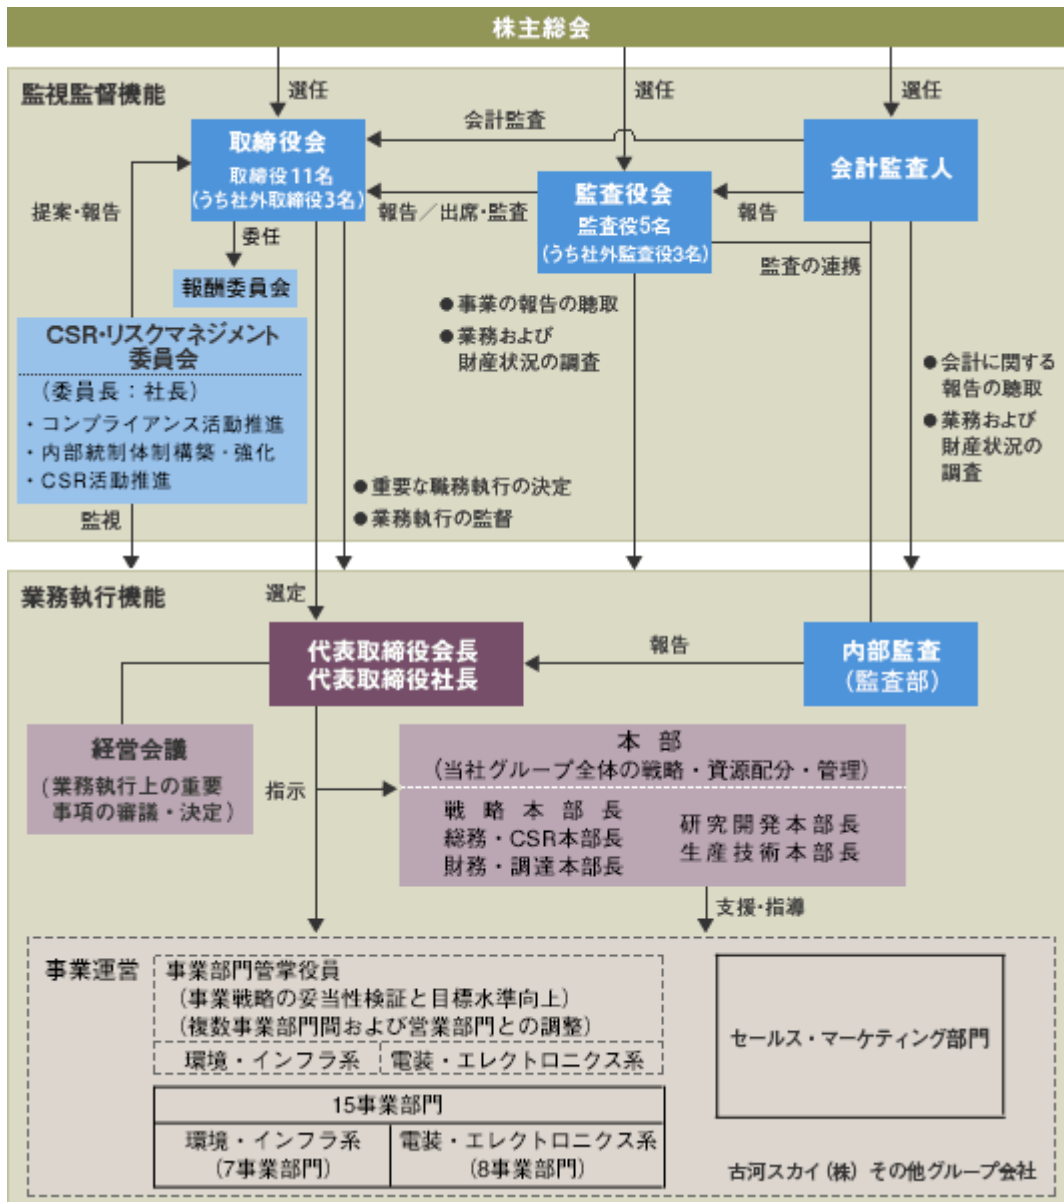 株主総会
監視監督機能
選任
選任
選任
取締役会
取締役11名
(うち社外取締役3名)
会計監査
会計監査人
監査役会
監査役5名
(うち社外監査役3名)
提案・報告
報告／出席・監査
報告
委任
監査の連携
報酬委員会
CSR・リスクマネジメント
委員会
(委員長：社長)
・コンプライアンス活動推進
・内部統制体制構築・強化
・CSR活動推進
●事業の報告の聴取
●業務および
財産状況の調査
●会計に関する
報告の聴取
●業務および
財産状況の
調査
●重要な職務執行の決定
●業務執行の監督
監視
業務執行機能
選定
代表取締役会長
代表取締役社長
報告
内部監査
(監査部)
経営会議
(業務執行上の重要
事項の審議・決定)
指示
本部
(当社グループ全体の戦略・資源配分・管理)
戦略本部長
総務・CSR本部長
財務・調達本部長
研究開発本部長
生産技術本部長
支援・指導
事業運営
事業部門管掌役員
(事業戦略の妥当性検証と目標水準向上)
(複数事業部門間および営業部門との調整)
環境・インフラ系
電装・エレクトロニクス系
15事業部門
環境・インフラ系
(7事業部門)
電装・エレクトロニクス系
(8事業部門)
セールス・マーケティング部門
古河スカイ(株) その他グループ会社